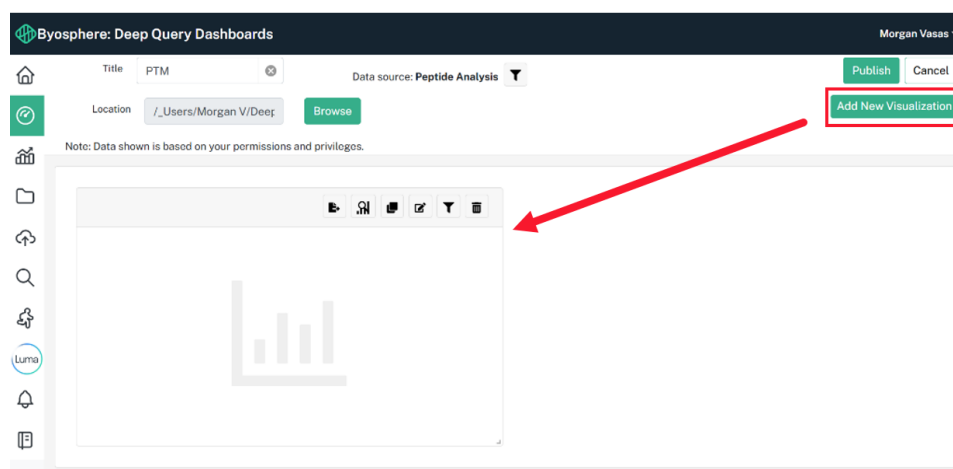 Byosphere: Deep Query Dashboards
Morgan Vasas
Title
PTM
Data source: Peptide Analysis
Publish
Cancel
Location
/_Users/Morgan V/Deep
Browse
Add New Visualization
Note: Data shown is based on your permissions and privileges.
Luma